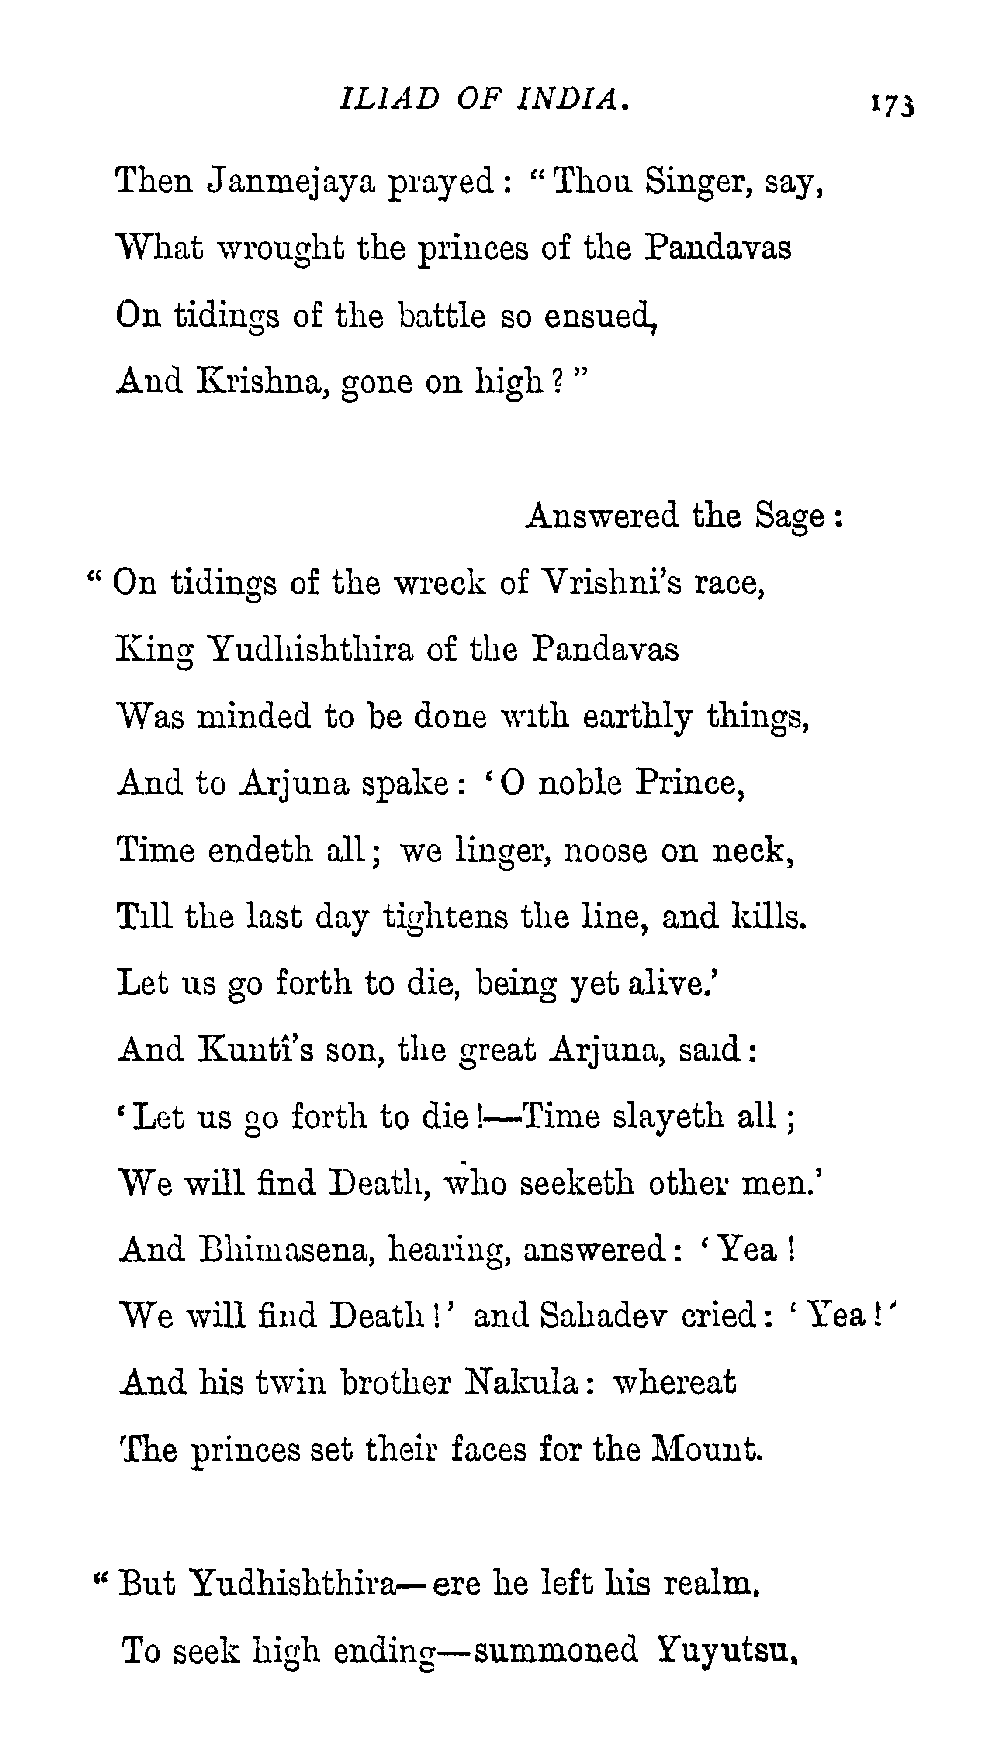 ILIAD OF INDIA. 173
Then Janmejaya prayed : “ Thou Singer, say,
What wrought the princes of the Pandavas
On tidings of the battle so ensued,
And Krishna, gone on high ? ”
Answered the Sage :
“ On tidings of the wreck of Vrishni’s race,
King Yudhishthira of the Pandavas
Was minded to be done with earthly things,
And to Arjuna spake : ‘ O noble Prince,
Time endeth all ; we linger, noose on neck,
Till the last day tightens the line, and kills.
Let us go forth to die, being yet alive.’
And Kuntî’s son, the great Arjuna, said :
‘ Let us go forth to die !—Time slayeth all ;
We will find Death, who seeketh other men.’
And Bhimasena, hearing, answered : ‘ Yea !
We will find Death ! ’ and Sahadev cried : ‘ Yea ! ’
And his twin brother Nakula : whereat
The princes set their faces for the Mount.
“ But Yudhishthira—ere he left his realm.
To seek high ending—summoned Yuyutsu.